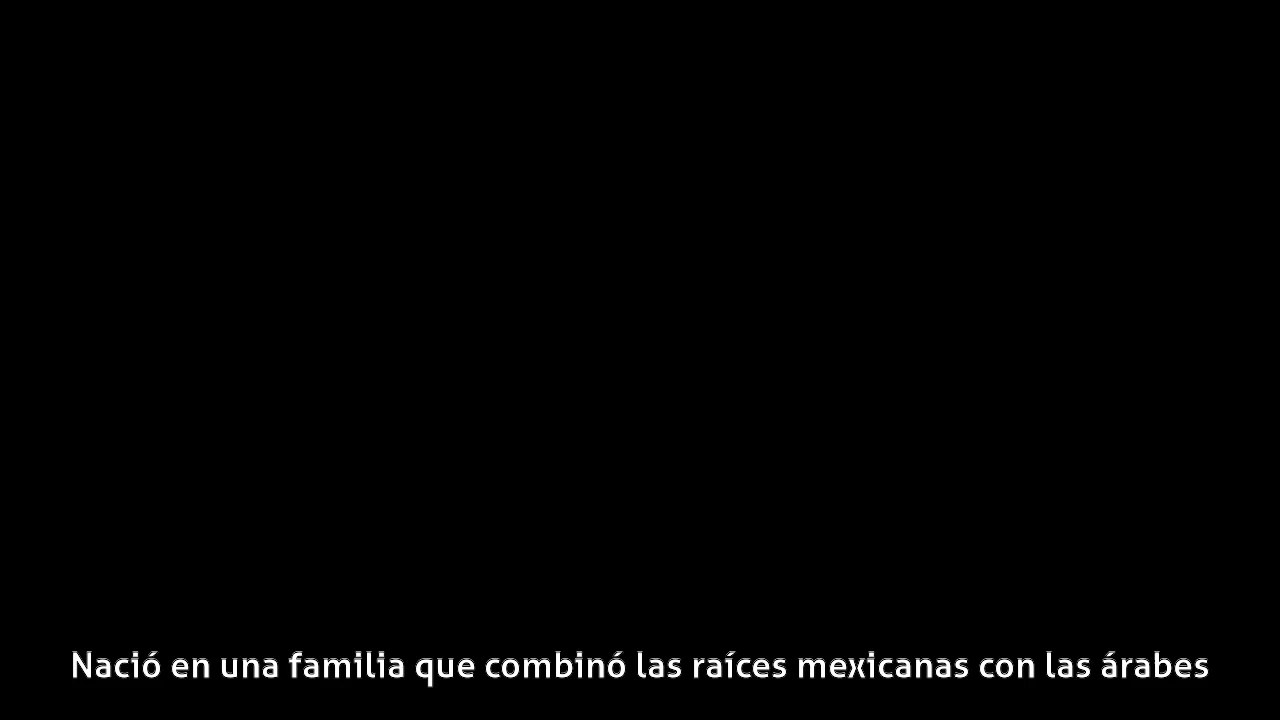 Nació en una familia que combinó las raíces mexicanas con las árabes